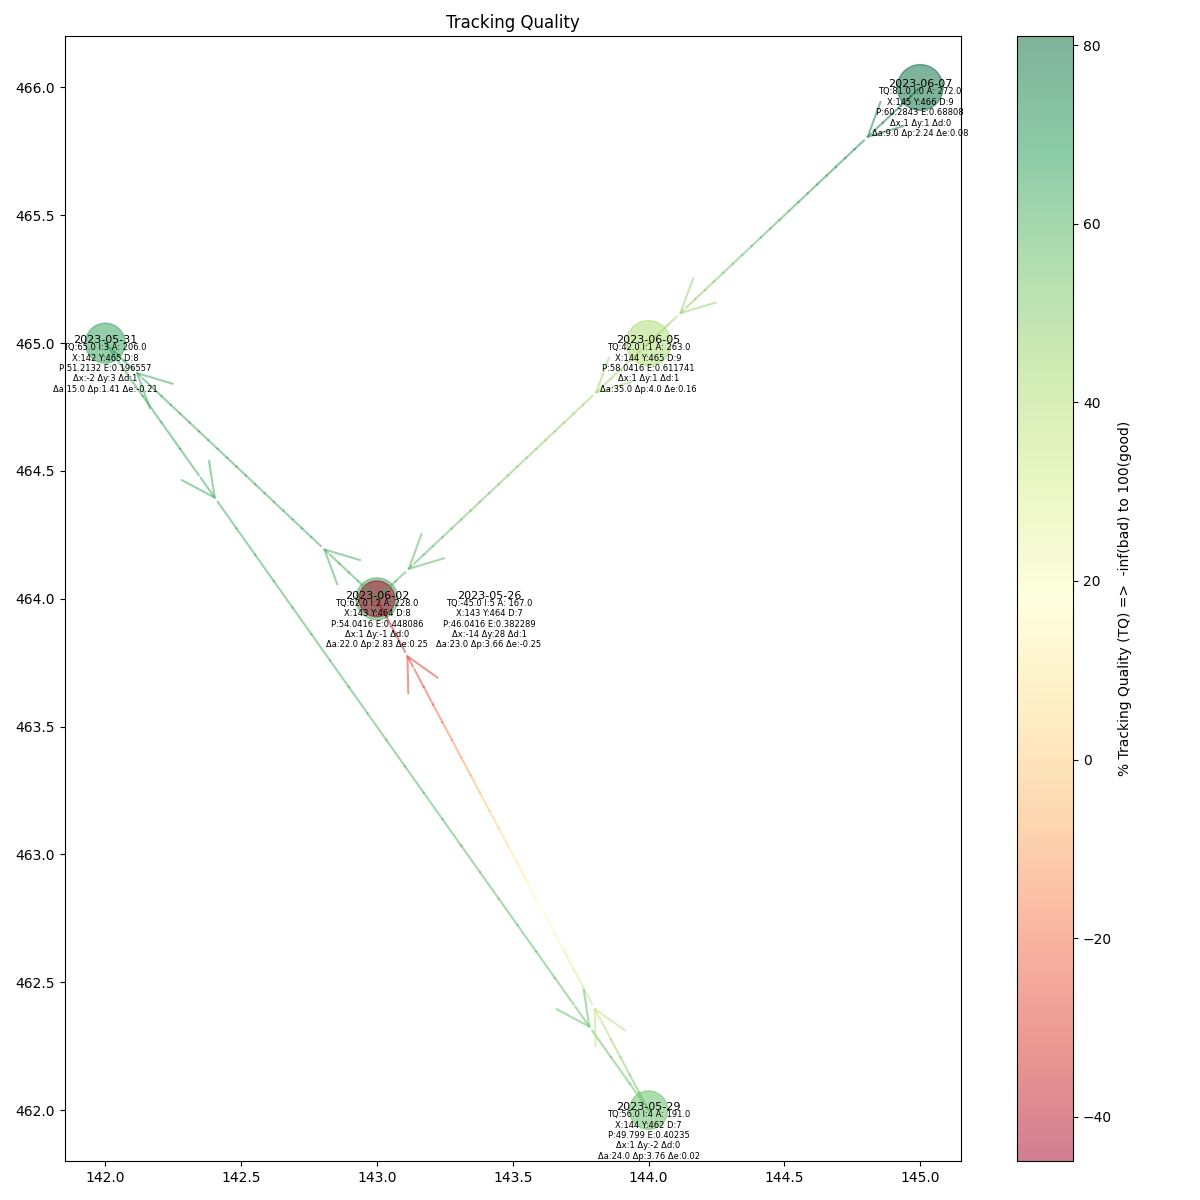 Tracking Quality
466.0
465.5
465.0
464.5
464.0
463.5
463.0
462.5
462.0
142.0
142.5
143.0
143.5
144.0
144.5
145.0
2023-06-07
TQ:81.0 I:0 A: 272.0
X:145 Y:466 D:9
P:60.2843 E:0.68808
Δx:1 Δy:1 Δd:0
Δa:9.0 Δp:2.24 Δe:0.08
2023-06-05
TQ:42.0 I:1 A: 263.0
X:144 Y:465 D:9
P:58.0416 E:0.611741
Δx:1 Δy:1 Δd:1
Δa:35.0 Δp:4.0 Δe:0.16
2023-05-31
TQ:65.0 I:3 A: 206.0
X:142 Y:465 D:8
P:51.2132 E:0.196557
Δx:-2 Δy:3 Δd:1
Δa:15.0 Δp:1.41 Δe:-0.21
2023-06-02
TQ:62.0 I:2 A: 228.0
X:143 Y:464 D:8
P:54.0416 E:0.448086
Δx:1 Δy:-1 Δd:0
Δa:22.0 Δp:2.83 Δe:0.25
2023-05-26
TQ:-45.0 I:5 A: 167.0
X:143 Y:464 D:7
P:46.0416 E:0.382289
Δx:-14 Δy:28 Δd:1
Δa:23.0 Δp:3.66 Δe:-0.25
2023-05-29
TQ:56.0 I:4 A: 191.0
X:144 Y:462 D:7
P:49.799 E:0.40235
Δx:1 Δy:-2 Δd:0
Δa:24.0 Δp:3.76 Δe:0.02
80
60
40
20
0
−20
−40
% Tracking Quality (TQ) =>  -inf(bad) to 100(good)